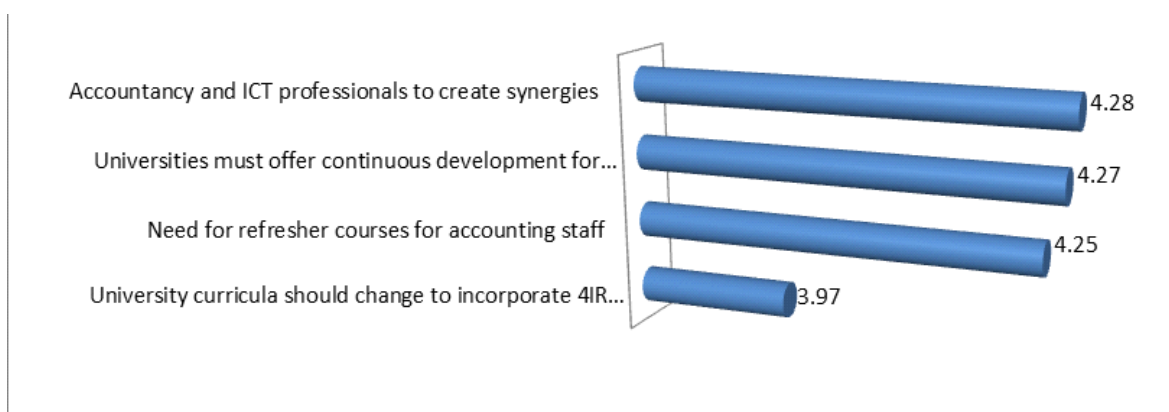 Accountancy and ICT professionals to create synergies 4.28
Universities must offer continuous development for... 4.27
Need for refresher courses for accounting staff 4.25
University curricula should change to incorporate 4IR... 3.97